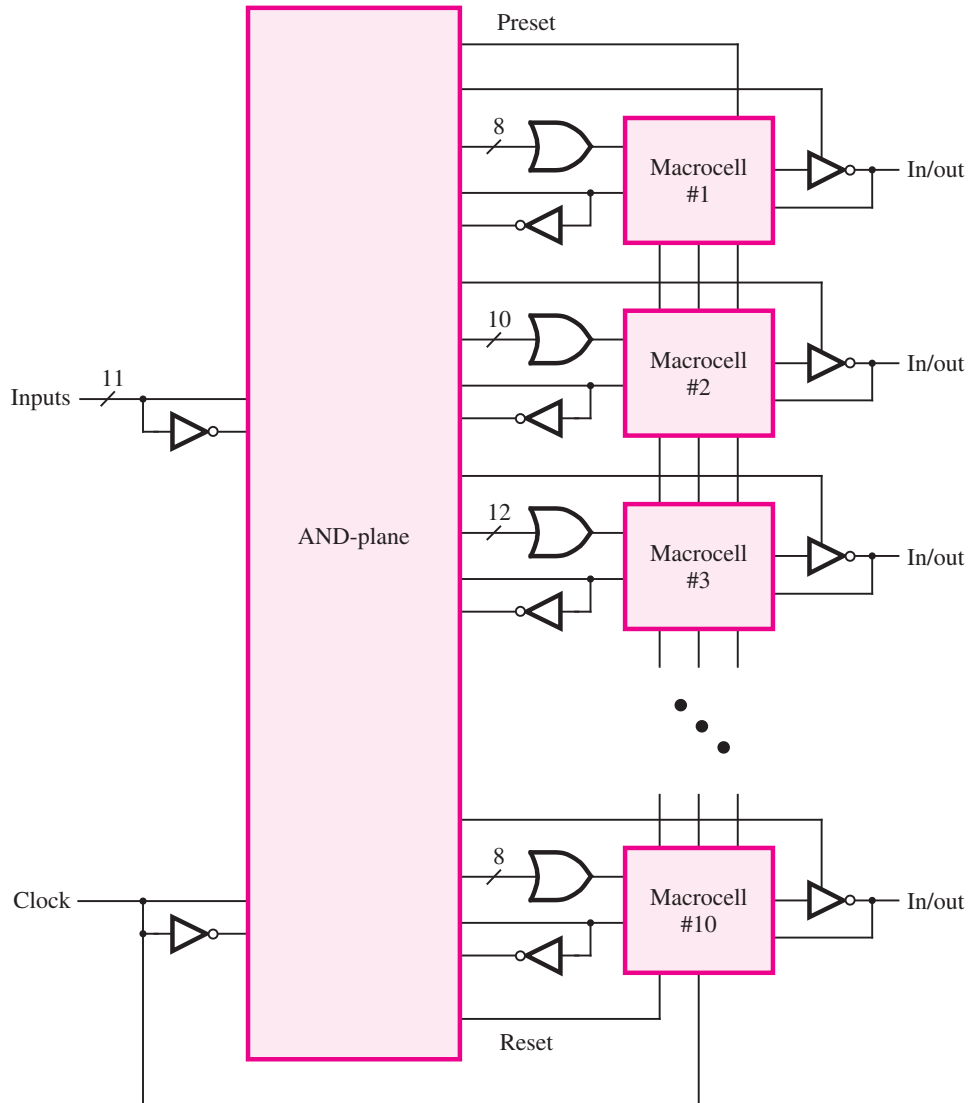 Preset
8
Macrocell
#1
In/out
10
Macrocell
#2
In/out
Inputs
11
12
Macrocell
#3
In/out
AND-plane
8
Macrocell
#10
In/out
Clock
Reset